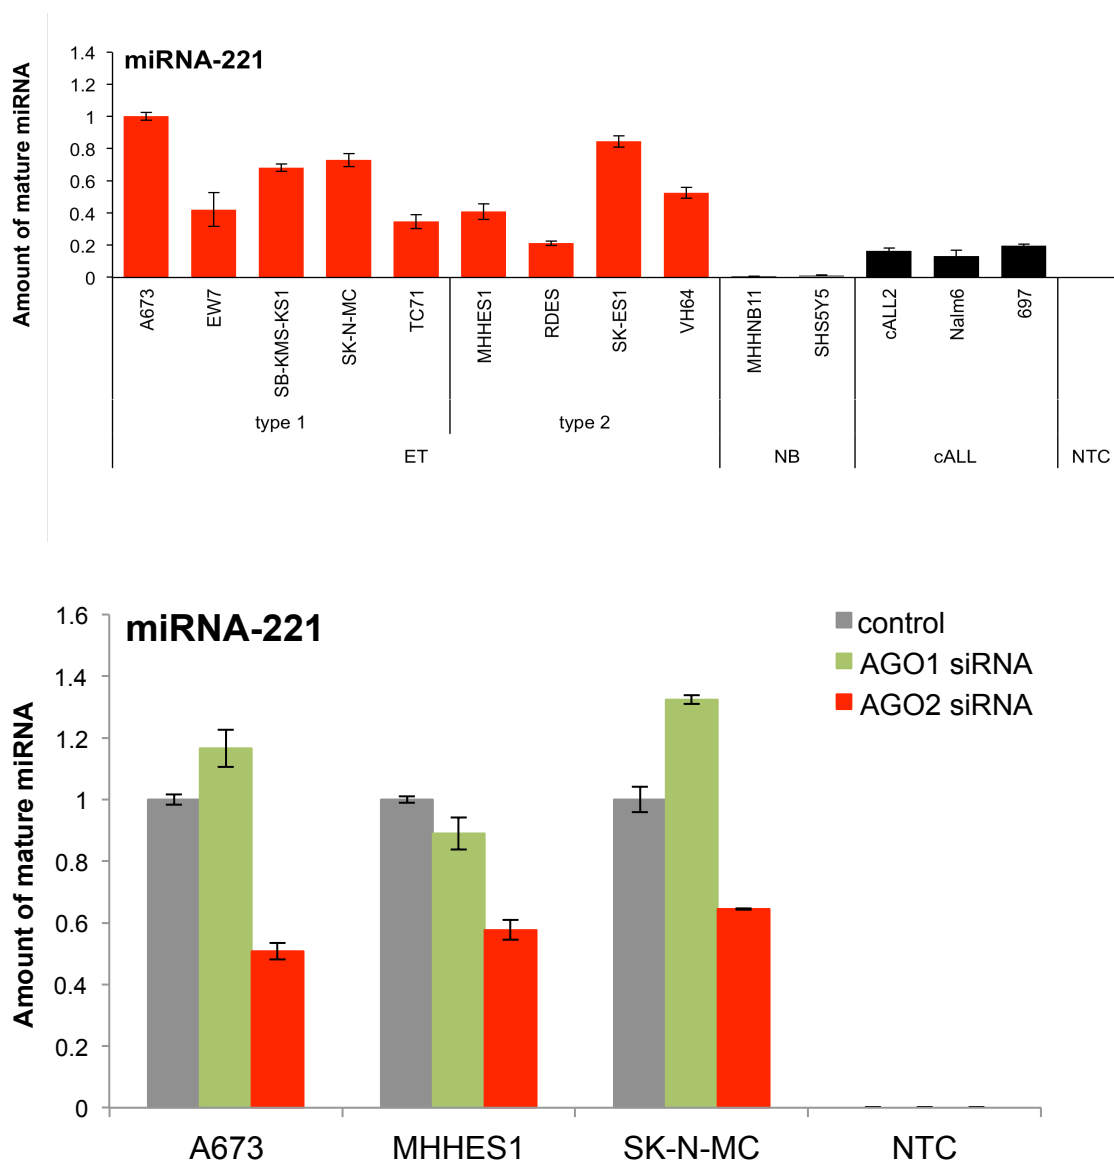 miRNA-221
Amount of mature miRNA
1.4
1.2
1
0.8
0.6
0.4
0.2
0
A673
EW7
SB-KMS-KS1
SK-N-MC
TC71
MHHES1
RDES
SK-ES1
VH64
MHHNB11
SHS5Y5
cALL2
Nalm6
697
type 1
type 2
ET
NB
cALL
NTC
miRNA-221
Amount of mature miRNA
1.6
1.4
1.2
1
0.8
0.6
0.4
0.2
0
control
AGO1 siRNA
AGO2 siRNA
A673
MHHES1
SK-N-MC
NTC